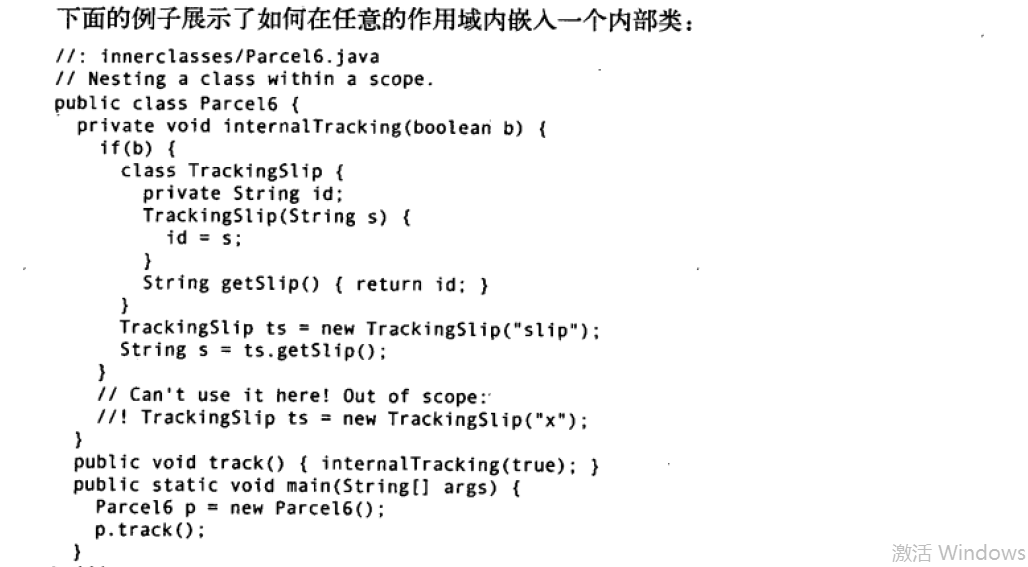 下面的例子展示了如何在任意的作用域内嵌入一个内部类:
//: innerclasses/Parcel6.java
// Nesting a class within a scope.
public class Parcel6 {
  private void internalTracking(boolean b) {
    if(b) {
      class TrackingSlip {
        private String id;
        TrackingSlip(String s) {
          id = s;
        }
        String getSlip() { return id; }
      }
      TrackingSlip ts = new TrackingSlip("slip");
      String s = ts.getSlip();
    }
    // Can't use it here! Out of scope:
    //! TrackingSlip ts = new TrackingSlip("x");
  }
  public void track() { internalTracking(true); }
  public static void main(String[] args) {
    Parcel6 p = new Parcel6();
    p.track();
  }
激活 Windows